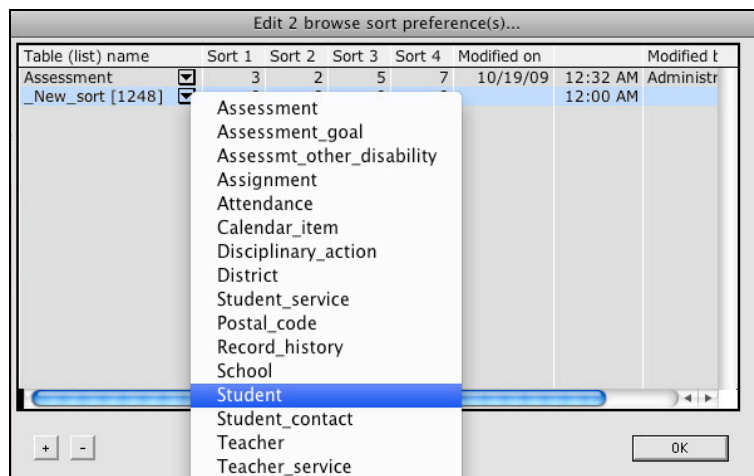 Edit 2 browse sort preference(s)...
Table (list) name Sort 1 Sort 2 Sort 3 Sort 4 Modified on Modified b
Assessment 3 2 5 7 10/19/09 12:32 AM Administr
_New_sort [1248] 12:00 AM
Assessment
Assessment_goal
Assessmt_other_disability
Assignment
Attendance
Calendar_item
Disciplinary_action
District
Student_service
Postal_code
Record_history
School
Student
Student_contact
Teacher
Teacher_service
+ - OK